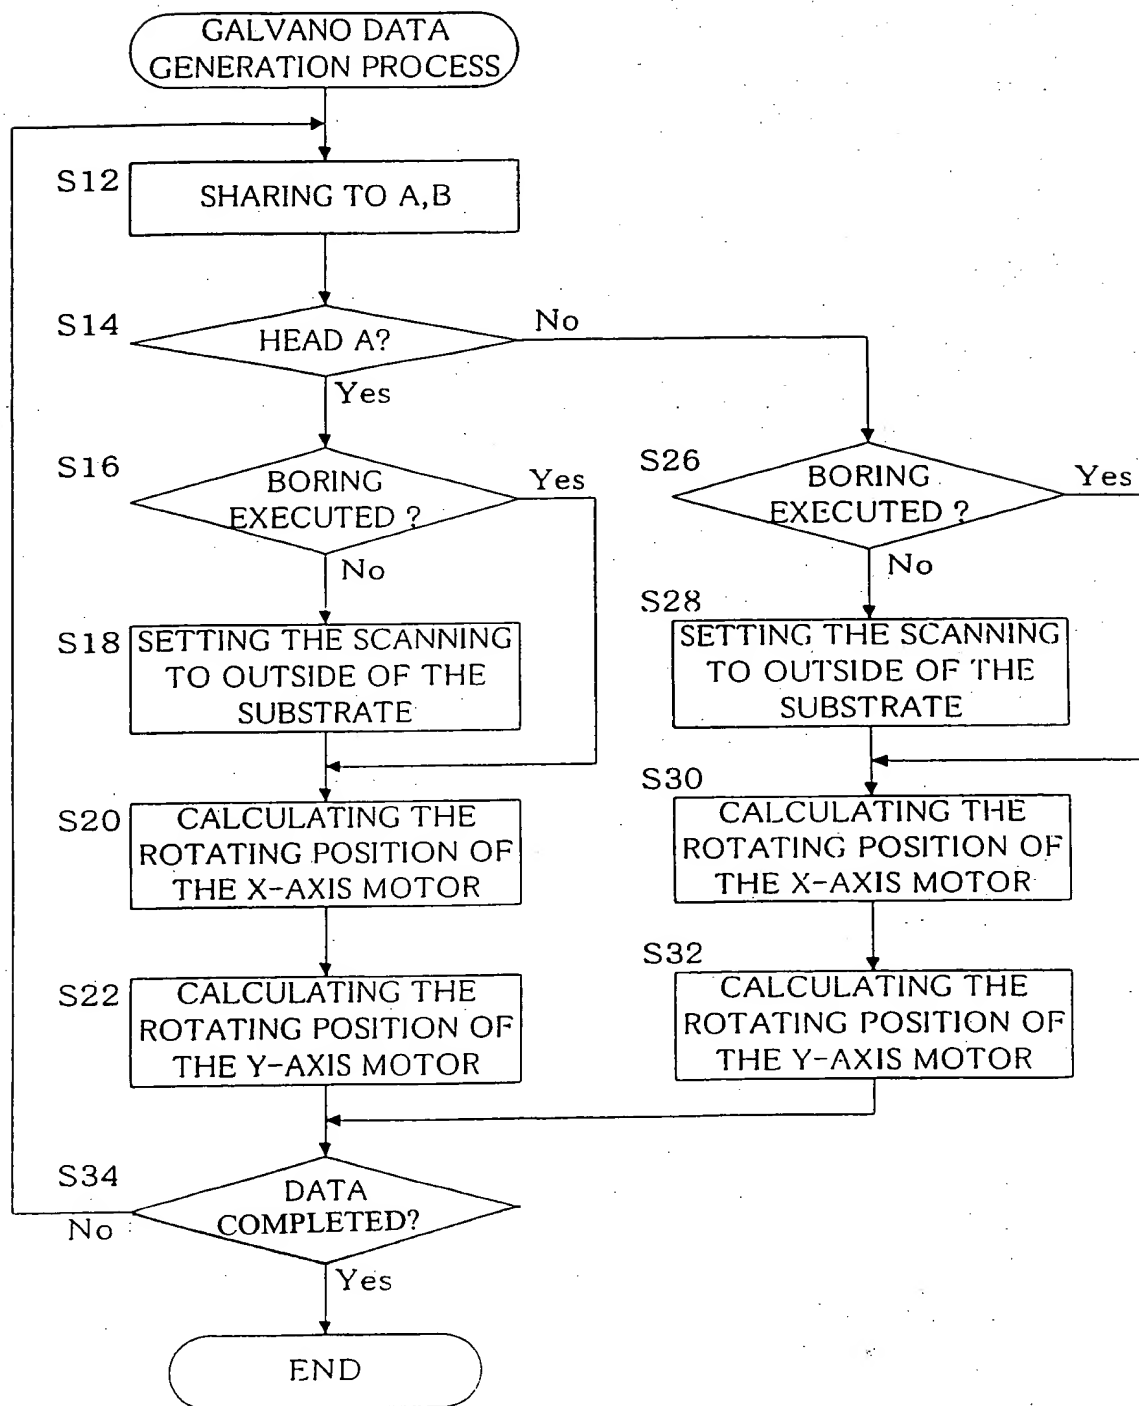 GALVANO DATA
GENERATION PROCESS
S12
SHARING TO A,B
S14
HEAD A?
No
Yes
S16
BORING
EXECUTED ?
Yes
No
S26
BORING
EXECUTED ?
Yes
No
S18
SETTING THE SCANNING
TO OUTSIDE OF THE
SUBSTRATE
S28
SETTING THE SCANNING
TO OUTSIDE OF THE
SUBSTRATE
S20
CALCULATING THE
ROTATING POSITION OF
THE X-AXIS MOTOR
S30
CALCULATING THE
ROTATING POSITION OF
THE X-AXIS MOTOR
S22
CALCULATING THE
ROTATING POSITION OF
THE Y-AXIS MOTOR
S32
CALCULATING THE
ROTATING POSITION OF
THE Y-AXIS MOTOR
S34
DATA
COMPLETED?
No
Yes
END